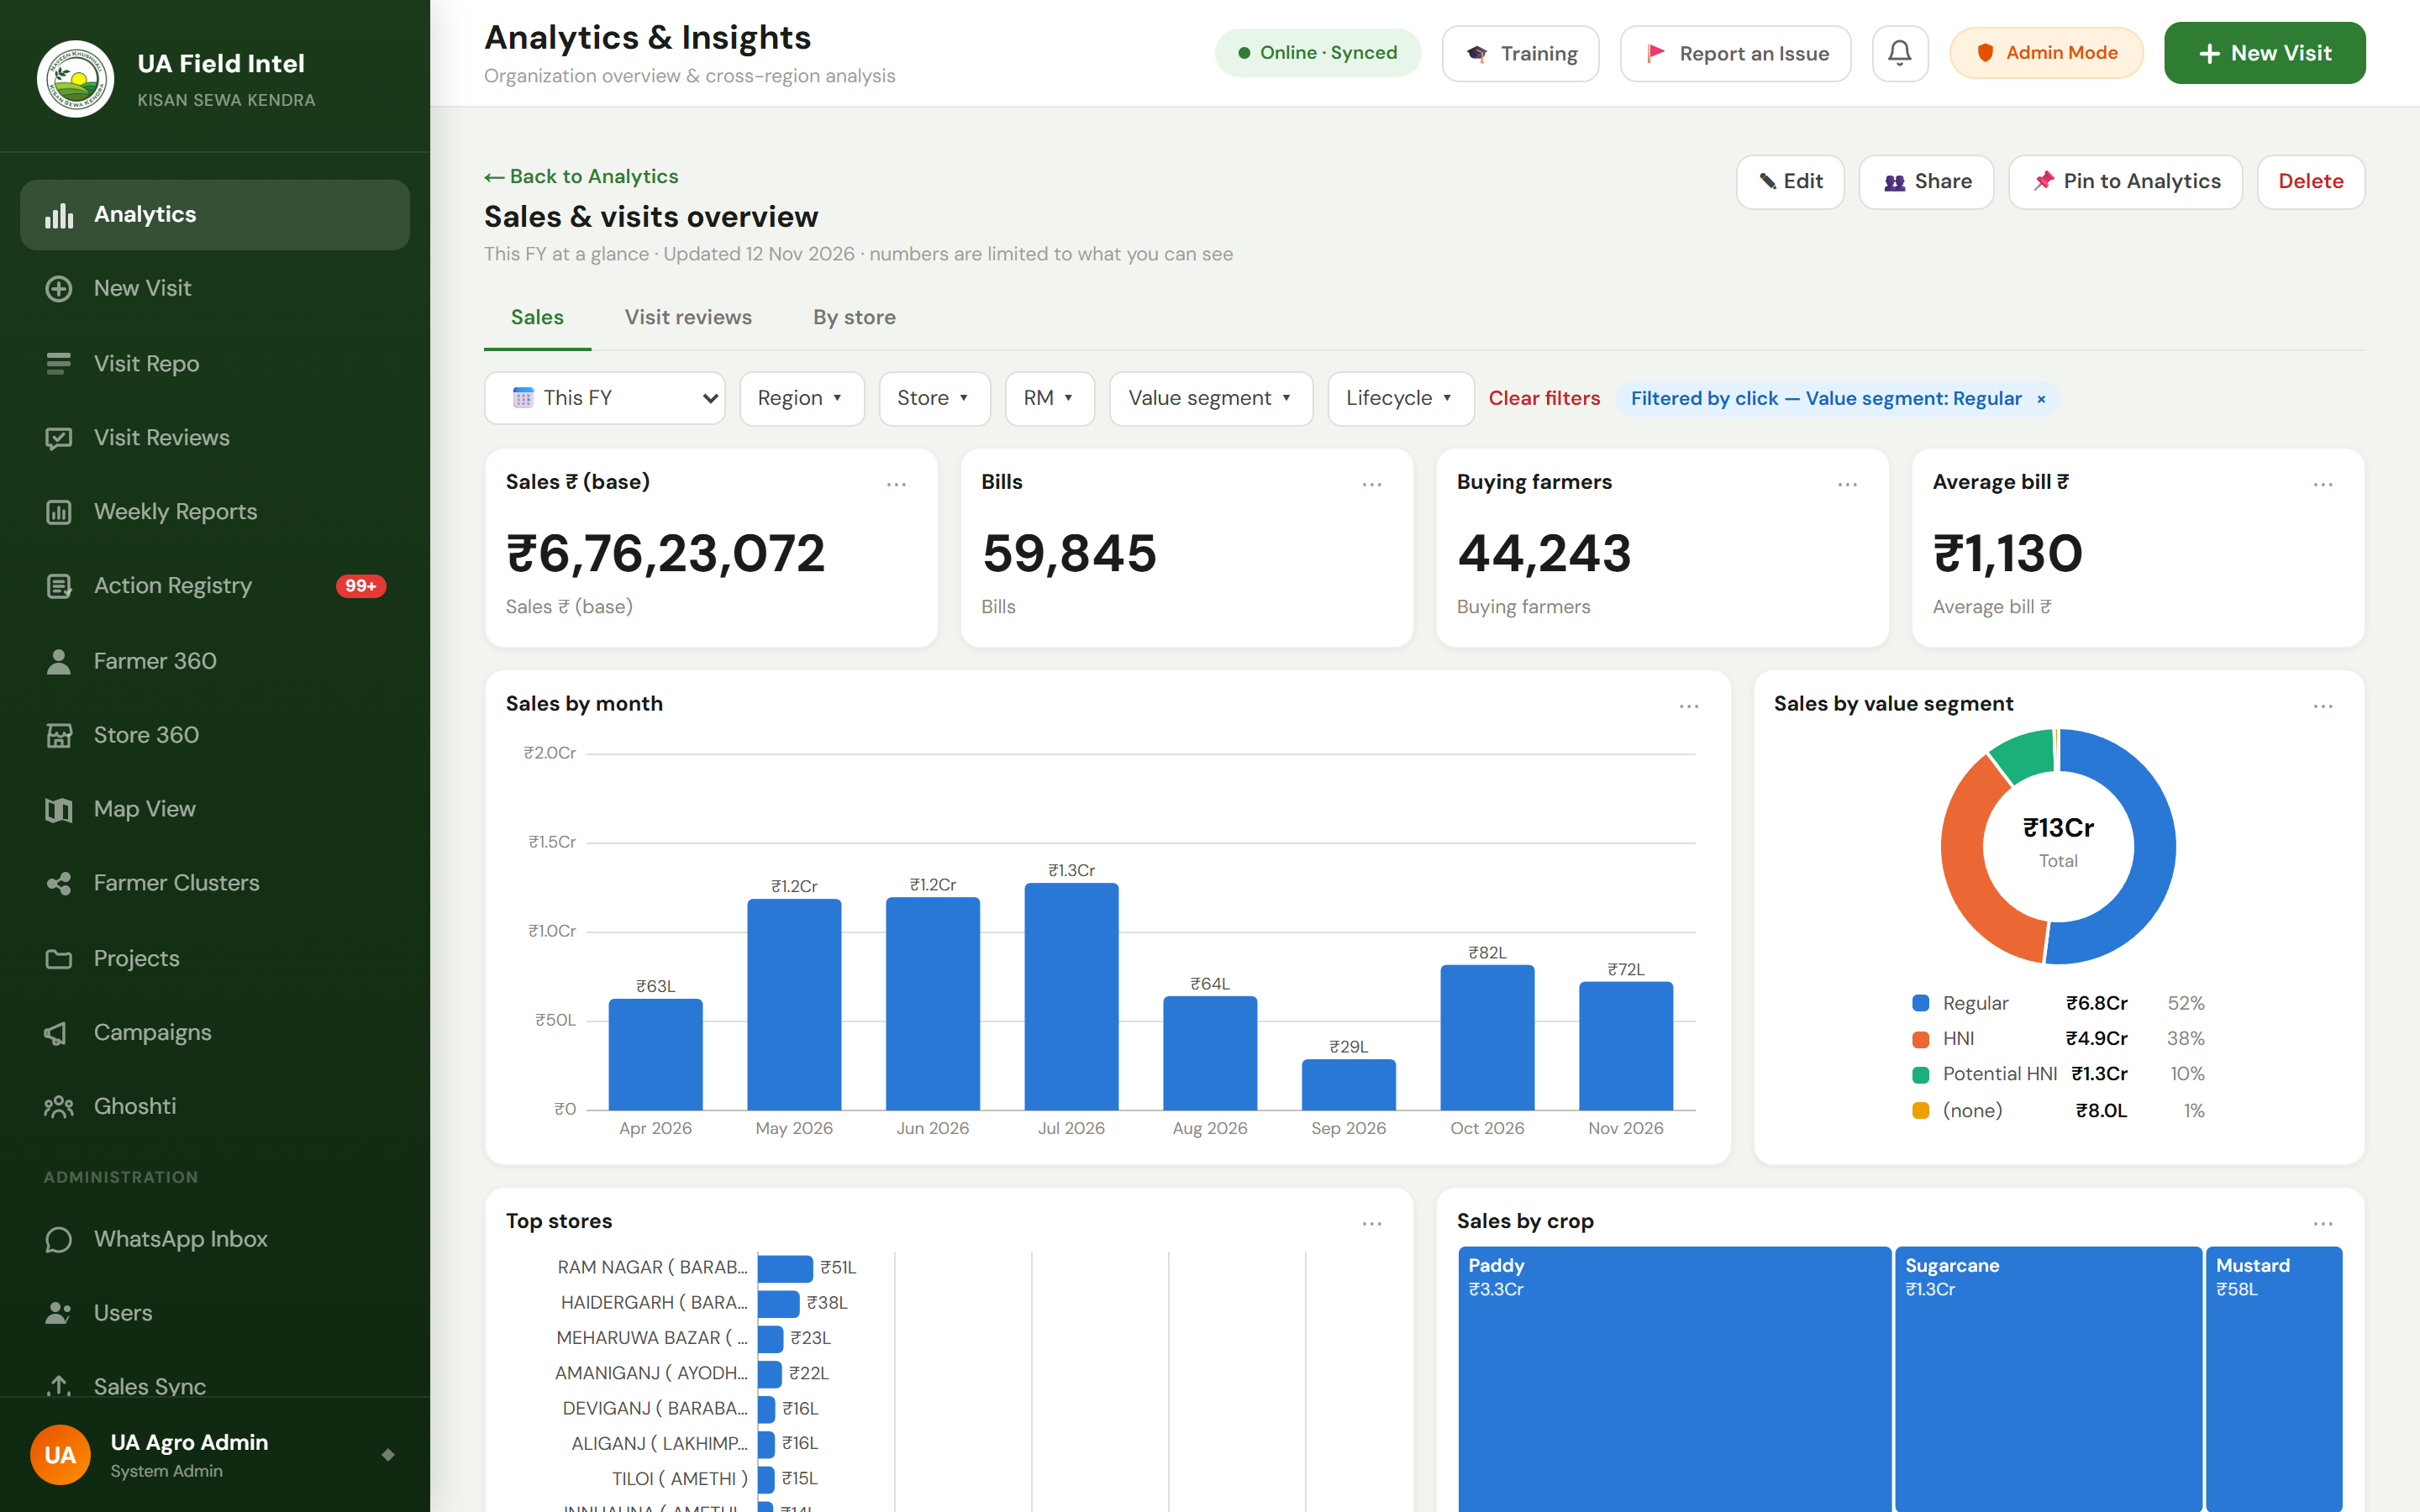 UA Field Intel
KISAN SEWA KENDRA
Analytics
New Visit
Visit Repo
Visit Reviews
Weekly Reports
Action Registry 99+
Farmer 360
Store 360
Map View
Farmer Clusters
Projects
Campaigns
Ghoshti
ADMINISTRATION
WhatsApp Inbox
Users
Sales Sync
UA
UA Agro Admin
System Admin
Analytics & Insights
Organization overview & cross-region analysis
Online · Synced
Training
Report an Issue
Admin Mode
+ New Visit
← Back to Analytics
Sales & visits overview
This FY at a glance · Updated 12 Nov 2026 · numbers are limited to what you can see
Edit
Share
Pin to Analytics
Delete
Sales Visit reviews By store
This FY Region ▾ Store ▾ RM ▾ Value segment ▾ Lifecycle ▾ Clear filters Filtered by click — Value segment: Regular ×
Sales ₹ (base) ...
₹6,76,23,072
Sales ₹ (base)
Bills ...
59,845
Bills
Buying farmers ...
44,243
Buying farmers
Average bill ₹ ...
₹1,130
Average bill ₹
Sales by month ...
₹2.0Cr
₹1.5Cr
₹1.0Cr
₹50L
₹0
₹63L ₹1.2Cr ₹1.2Cr ₹1.3Cr ₹64L ₹29L ₹82L ₹72L
Apr 2026 May 2026 Jun 2026 Jul 2026 Aug 2026 Sep 2026 Oct 2026 Nov 2026
Sales by value segment ...
₹13Cr
Total
Regular ₹6.8Cr 52%
HNI ₹4.9Cr 38%
Potential HNI ₹1.3Cr 10%
(none) ₹8.0L 1%
Top stores ...
RAM NAGAR ( BARAB... ₹51L
HAIDERGARH ( BARA... ₹38L
MEHARUWA BAZAR ( ... ₹23L
AMANIGANJ ( AYODH... ₹22L
DEVIGANJ ( BARABA... ₹16L
ALIGANJ ( LAKHIMP... ₹16L
TILOI ( AMETHI ) ₹15L
Sales by crop ...
Paddy
₹3.3Cr
Sugarcane
₹1.3Cr
Mustard
₹58L